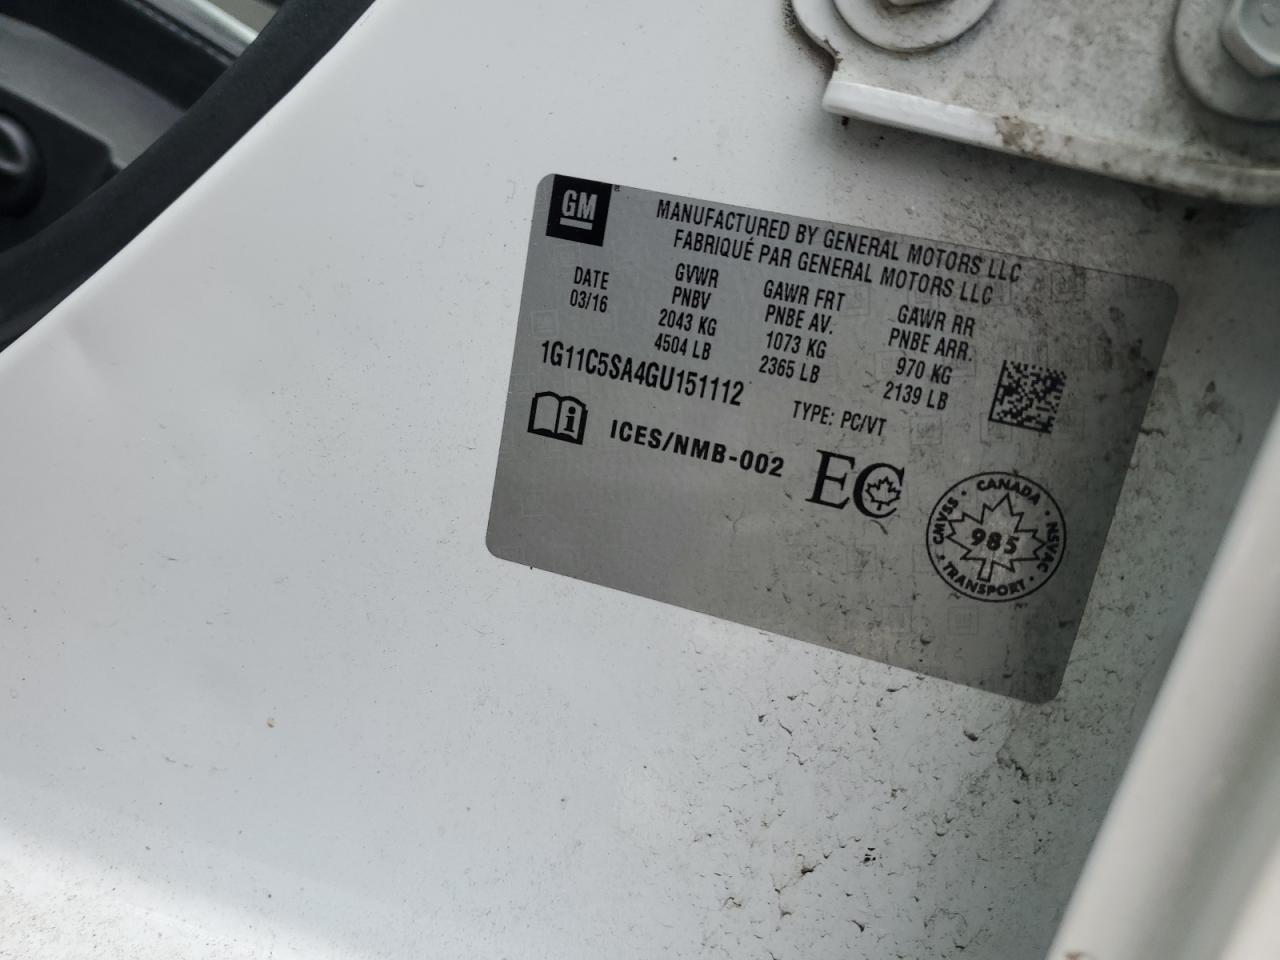 GM
MANUFACTURED BY GENERAL MOTORS LLC
FABRIQUÉ PAR GENERAL MOTORS LLC
DATE
03/16
GVWR
PNBV
2043 KG
4504 LB
GAWR FRT
PNBE AV.
1073 KG
2365 LB
GAWR RR
PNBE ARR.
970 KG
2139 LB
1G11C5SA4GU151112
TYPE: PC/VT
i ICES/NMB-002
EC
CANADA
CMVSS • NSVAC
985
TRANSPORT